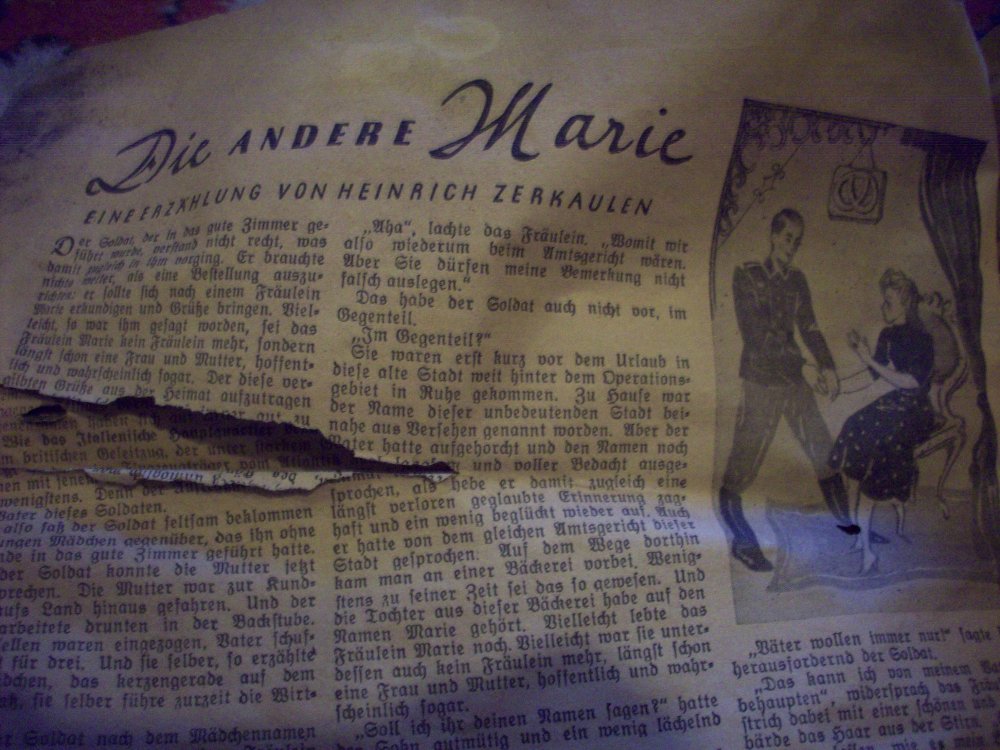 Die ANDERE Marie
EINE ERZÄHLUNG VON HEINRICH ZERKAULEN
Der Soldat, der in das gute Zimmer ge-
führt wurde, verstand nicht recht, was
damit zugleich in ihm vorging. Er brauchte
nichts weiter, als eine Bestellung auszu-
richten: er sollte sich nach einem Fräulein
Marie erkundigen und Grüße bringen. Viel-
leicht, so war ihm gesagt worden, sei das
Fräulein Marie kein Fräulein mehr, sondern
längst schon eine Frau und Mutter, hoffent-
lich und wahrscheinlich sogar. Der diese ver-
gilbten Grüße aus der Heimat aufzutragen
Wie das Italienische Hauptquartier
britischen Geleitzug, der unter
vom
wenigstens. Denn der
Vater dieses Soldaten.
also saß der Soldat seltsam beklommen
ungen Mädchen gegenüber, das ihn ohne
in das gute Zimmer geführt hatte.
der Soldat konnte die Mutter jetzt
prechen. Die Mutter war zur Kund-
aufs Land hinaus gefahren. Und der
arbeitete drunten in der Backstube.
ellen waren eingezogen, Vater schuf-
t für drei. Und sie selber, so erzählte
dchen, das kerzengerade auf dem
saß, sie selber führe zurzeit die Wirt-
er Soldat nach dem Mädchennamen
„Aha“, lachte das Fräulein. „Womit wir
also wiederum beim Amtsgericht wären.
Aber Sie dürfen meine Bemerkung nicht
falsch auslegen.“
Das habe der Soldat auch nicht vor, im
Gegenteil.
„Im Gegenteil?“
Sie waren erst kurz vor dem Urlaub in
diese alte Stadt weit hinter dem Operations-
gebiet in Ruhe gekommen. Zu Hause war
der Name dieser unbedeutenden Stadt bei-
nahe aus Versehen genannt worden. Aber der
Vater hatte aufgehorcht und den Namen noch
und voller Bedacht ausge-
sprochen, als hebe er damit zugleich eine
längst verloren geglaubte Erinnerung zag-
haft und ein wenig beglückt wieder auf. Auch
er hatte von dem gleichen Amtsgericht dieser
Stadt gesprochen. Auf dem Wege dorthin
kam man an einer Bäckerei vorbei. Wenig-
stens zu seiner Zeit sei das so gewesen. Und
die Tochter aus dieser Bäckerei habe auf den
Namen Marie gehört. Vielleicht lebte das
Fräulein Marie noch. Vielleicht war sie unter-
dessen auch kein Fräulein mehr, längst schon
eine Frau und Mutter, hoffentlich und wahr-
scheinlich sogar.
„Soll ich ihr deinen Namen sagen?“ hatte
der Sohn gutmütig und ein wenig lächelnd
„Väter wollen immer nur!“ sagte
herausfordernd der Soldat.
„Das kann ich von meinem
behaupten“, widersprach das
strich dabei mit einer schönen und
bärde das Haar aus der Stirn.